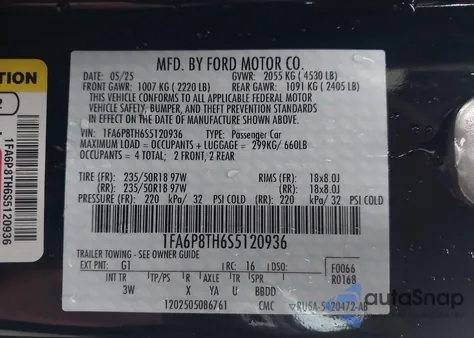 MFD. BY FORD MOTOR CO.
DATE: 05/25 GVWR: 2055 KG ( 4530 LB)
FRONT GAWR: 1007 KG ( 2220 LB) REAR GAWR: 1091 KG ( 2405 LB)
THIS VEHICLE CONFORMS TO ALL APPLICABLE FEDERAL MOTOR
VEHICLE SAFETY, BUMPER, AND THEFT PREVENTION STANDARDS
IN EFFECT ON THE DATE OF MANUFACTURE SHOWN ABOVE.
VIN: 1FA6P8TH6S5120936 TYPE: Passenger Car
MAXIMUM LOAD = OCCUPANTS + LUGGAGE = 299KG/ 660LB
OCCUPANTS = 4 TOTAL; 2 FRONT, 2 REAR
TIRE (FR): 235/50R18 97W RIMS (FR): 18x8.0J
(RR): 235/50R18 97W (RR): 18x8.0J
PRESSURE (FR): 220 kPa/ 32 PSI COLD (RR): 220 kPa/ 32 PSI COLD
1FA6P8TH6S5120936
TRAILER TOWING - SEE OWNER GUIDE
EXT PNT: G1 RC: 16 DSO: F0066
R0168
INT TR TP/PS R AXLE TR SPR
3W X YA U BBDD
1202505086761 CMC RU5A-5420472-AB
TION
2
1FA6P8TH6S5120936
autoSnap